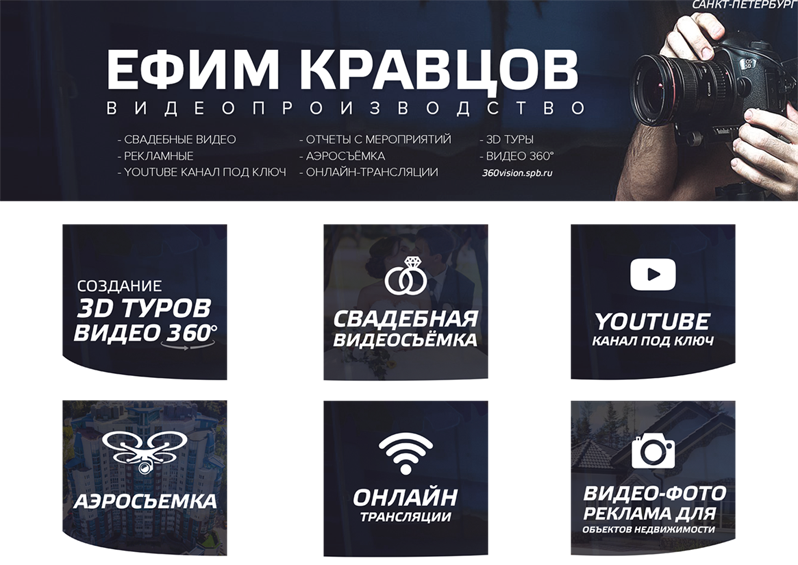 САНКТ-ПЕТЕРБУРГ
ЕФИМ КРАВЦОВ
ВИДЕОПРОИЗВОДСТВО
- СВАДЕБНЫЕ ВИДЕО
- РЕКЛАМНЫЕ
- YOUTUBE КАНАЛ ПОД КЛЮЧ
- ОТЧЕТЫ С МЕРОПРИЯТИЙ
- АЭРОСЪЁМКА
- ОНЛАЙН-ТРАНСЛЯЦИИ
- 3D ТУРЫ
- ВИДЕО 360°
360vision.spb.ru
СОЗДАНИЕ
3D ТУРОВ
ВИДЕО 360°
СВАДЕБНАЯ
ВИДЕОСЪЁМКА
YOUTUBE
КАНАЛ ПОД КЛЮЧ
АЭРОСЪЕМКА
ОНЛАЙН
ТРАНСЛЯЦИИ
ВИДЕО-ФОТО
РЕКЛАМА ДЛЯ
ОБЪЕКТОВ НЕДВИЖИМОСТИ